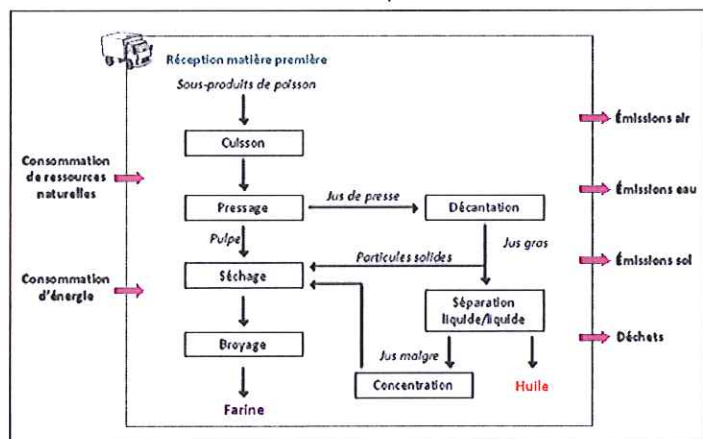 Réception matière première
Sous-produits de poisson
Cuisson
Consommation
de ressources
naturelles
Pressage
Jus de presse
Décantation
Pulpe
Jus gras
Particules solides
Consommation
d'énergie
Séchage
Séparation
liquide/liquide
Broyage
Jus maigre
Concentration
Huile
Farine
Émissions air
Émissions eau
Émissions sol
Déchets